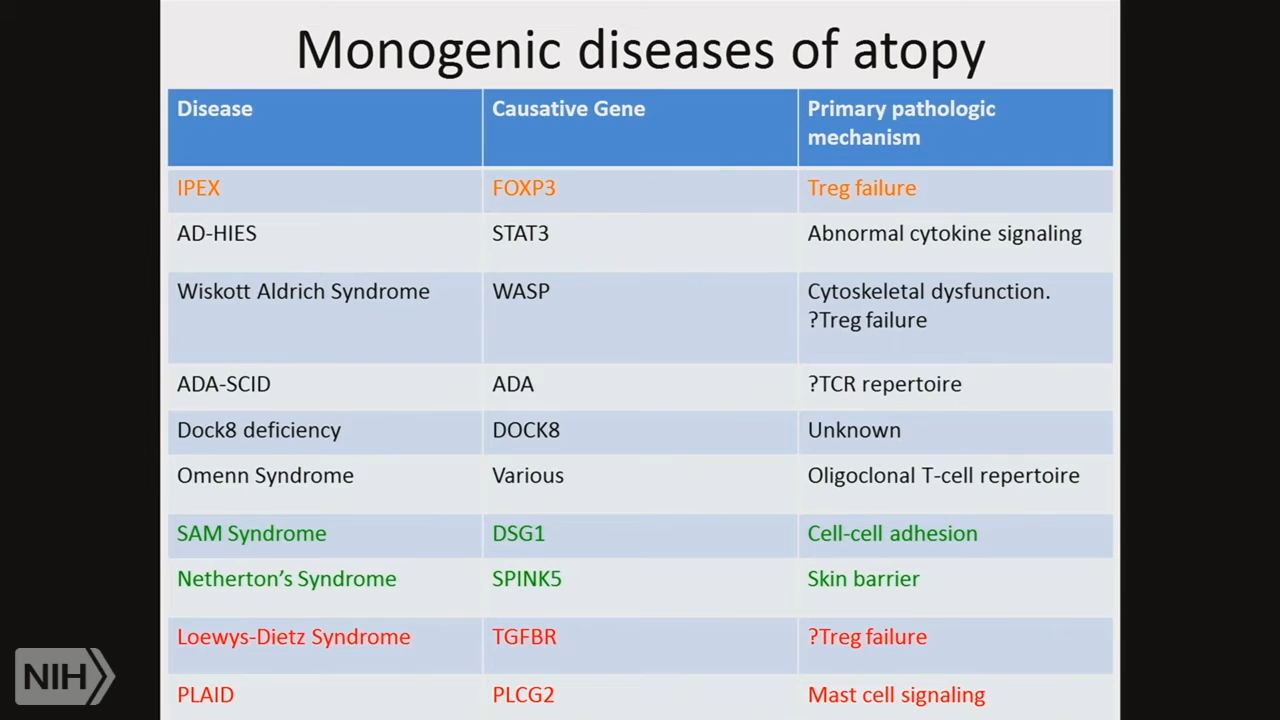 Monogenic diseases of atopy
Disease Causative Gene Primary pathologic
mechanism
IPEX FOXP3 Treg failure
AD-HIES STAT3 Abnormal cytokine signaling
Wiskott Aldrich Syndrome WASP Cytoskeletal dysfunction.
?Treg failure
ADA-SCID ADA ?TCR repertoire
Dock8 deficiency DOCK8 Unknown
Omenn Syndrome Various Oligoclonal T-cell repertoire
SAM Syndrome DSG1 Cell-cell adhesion
Netherton's Syndrome SPINK5 Skin barrier
Loewys-Dietz Syndrome TGFBR ?Treg failure
PLAID PLCG2 Mast cell signaling
NIH